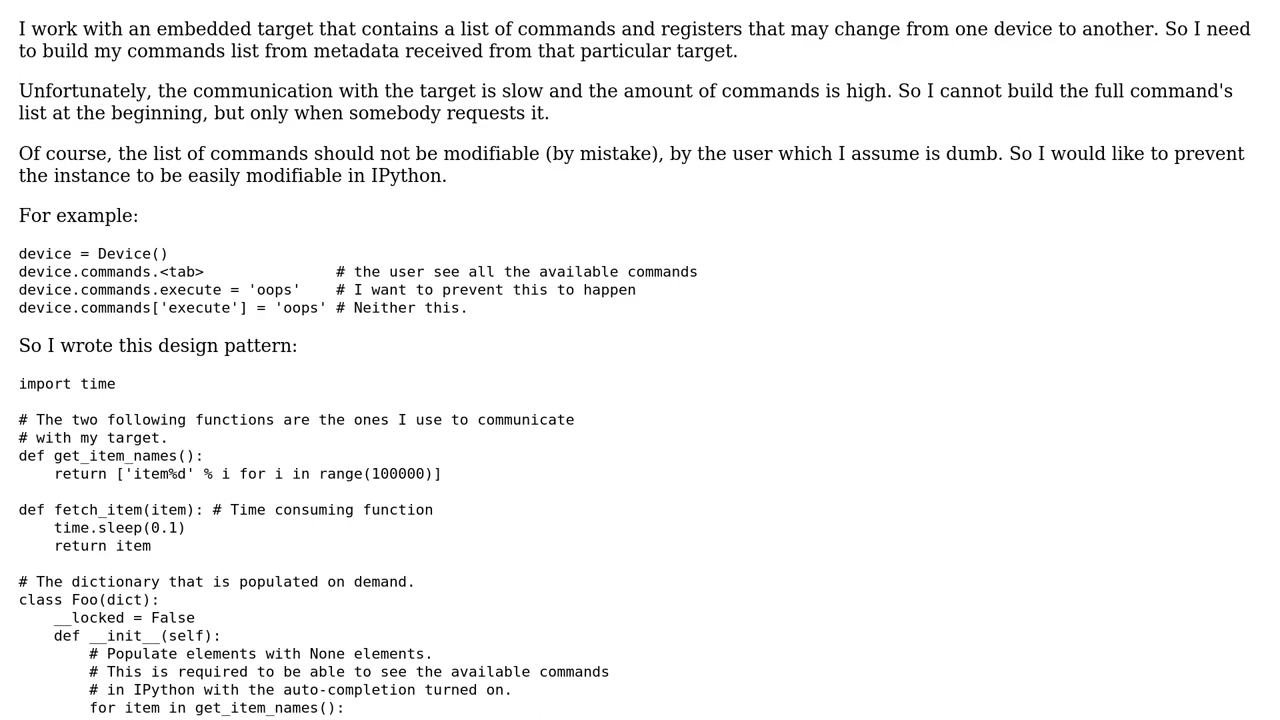 I work with an embedded target that contains a list of commands and registers that may change from one device to another. So I need
to build my commands list from metadata received from that particular target.
Unfortunately, the communication with the target is slow and the amount of commands is high. So I cannot build the full command's
list at the beginning, but only when somebody requests it.
Of course, the list of commands should not be modifiable (by mistake), by the user which I assume is dumb. So I would like to prevent
the instance to be easily modifiable in IPython.
For example:
device = Device()
device.commands.<tab>               # the user see all the available commands
device.commands.execute = 'oops'    # I want to prevent this to happen
device.commands['execute'] = 'oops' # Neither this.
So I wrote this design pattern:
import time
# The two following functions are the ones I use to communicate
# with my target.
def get_item_names():
    return ['item%d' % i for i in range(100000)]
def fetch_item(item): # Time consuming function
    time.sleep(0.1)
    return item
# The dictionary that is populated on demand.
class Foo(dict):
    __locked = False
    def __init__(self):
        # Populate elements with None elements.
        # This is required to be able to see the available commands
        # in IPython with the auto-completion turned on.
        for item in get_item_names():